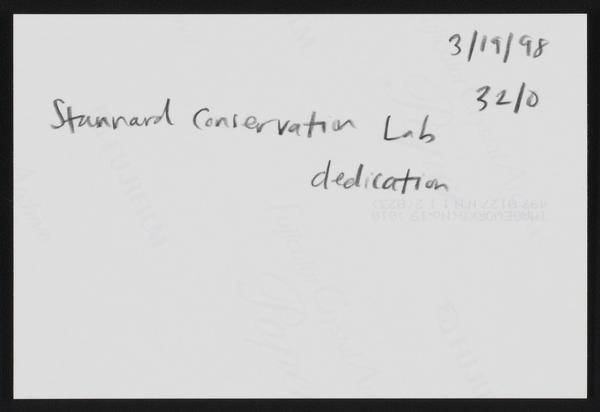 3/19/98
32/0
Stannard Conservation Lab
dedication